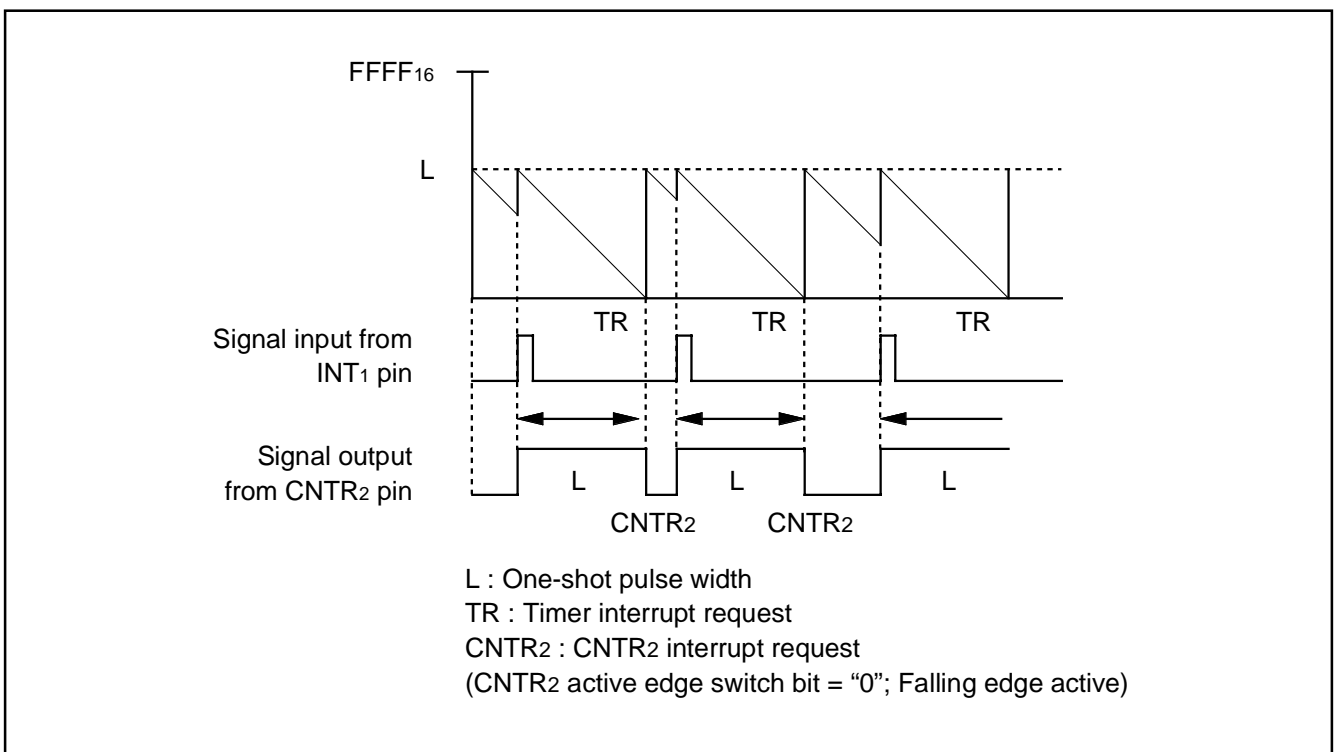 FFFF16
L
TR TR TR
Signal input from
INT1 pin
Signal output
from CNTR2 pin
L L L
CNTR2 CNTR2
L : One-shot pulse width
TR : Timer interrupt request
CNTR2 : CNTR2 interrupt request
(CNTR2 active edge switch bit = “0”; Falling edge active)